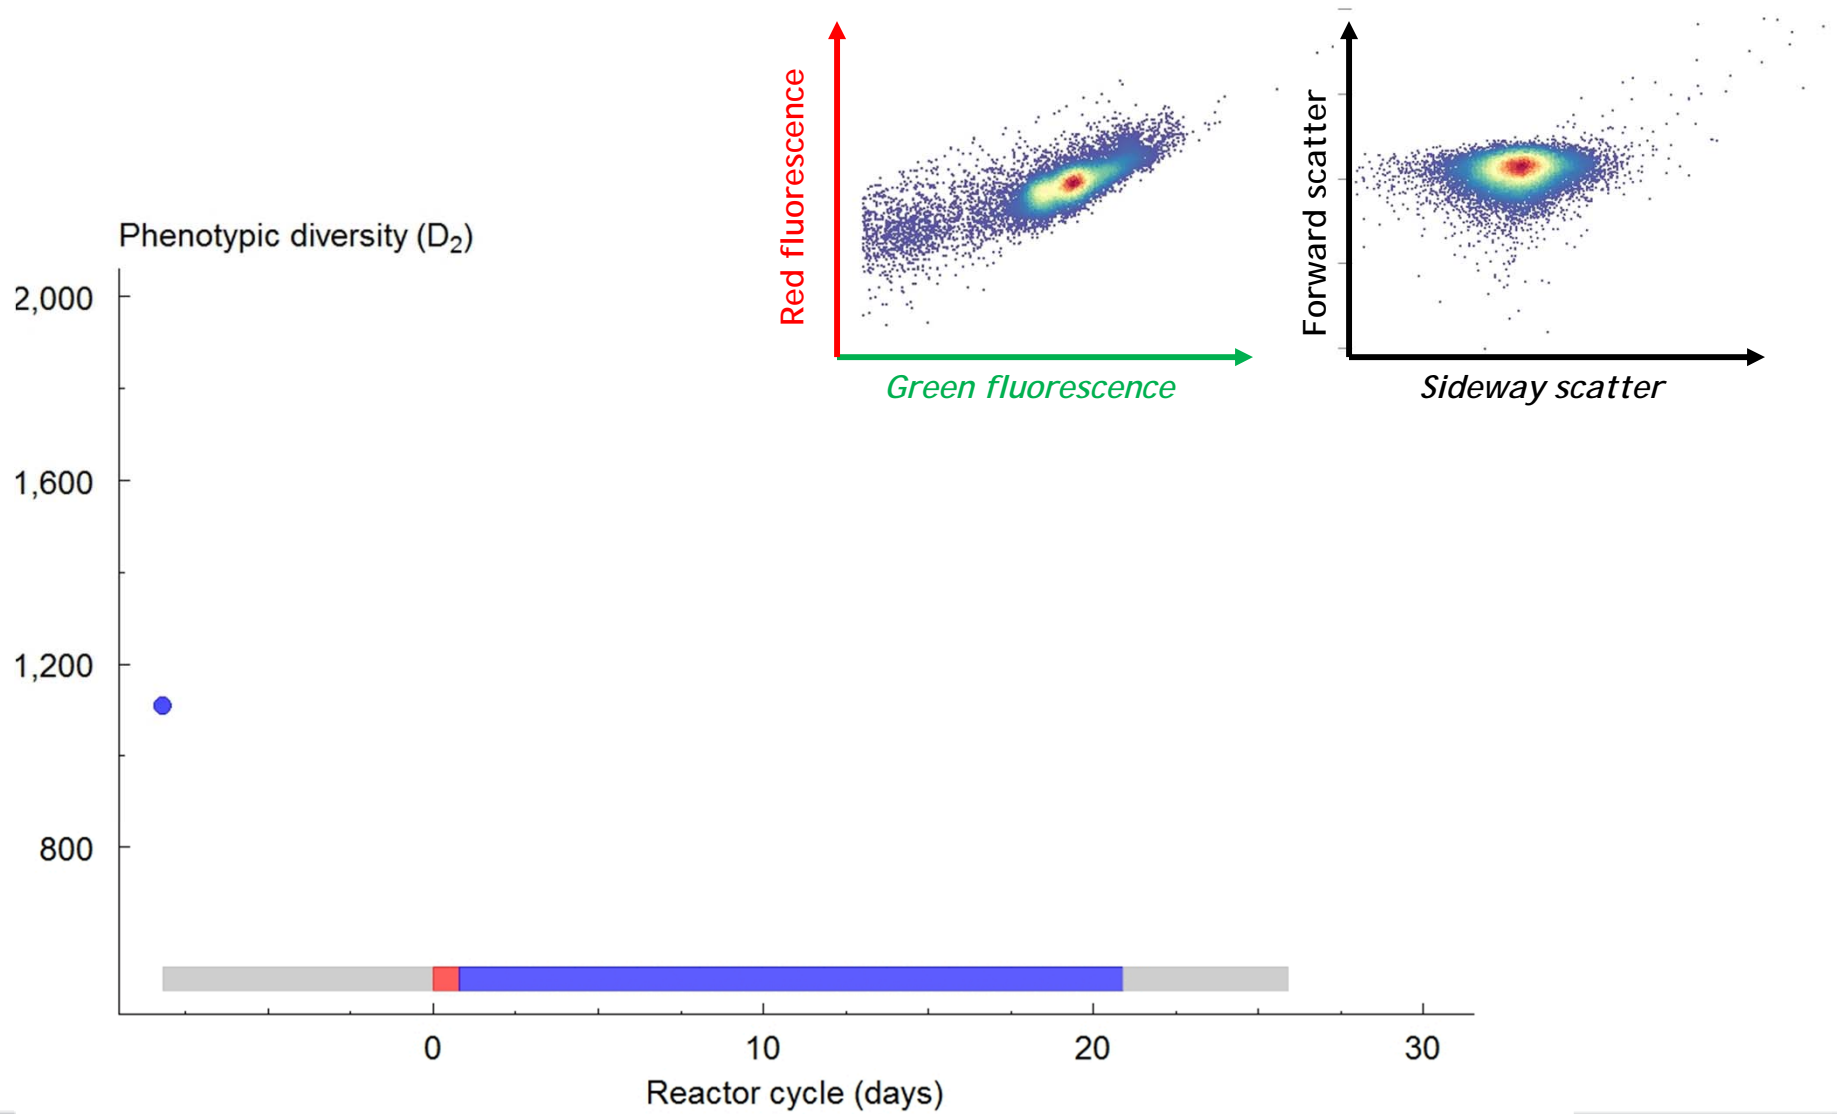 Red fluorescence
Green fluorescence
Forward scatter
Sideway scatter
Phenotypic diversity (D₂)
2,000
1,600
1,200
800
0 10 20 30
Reactor cycle (days)